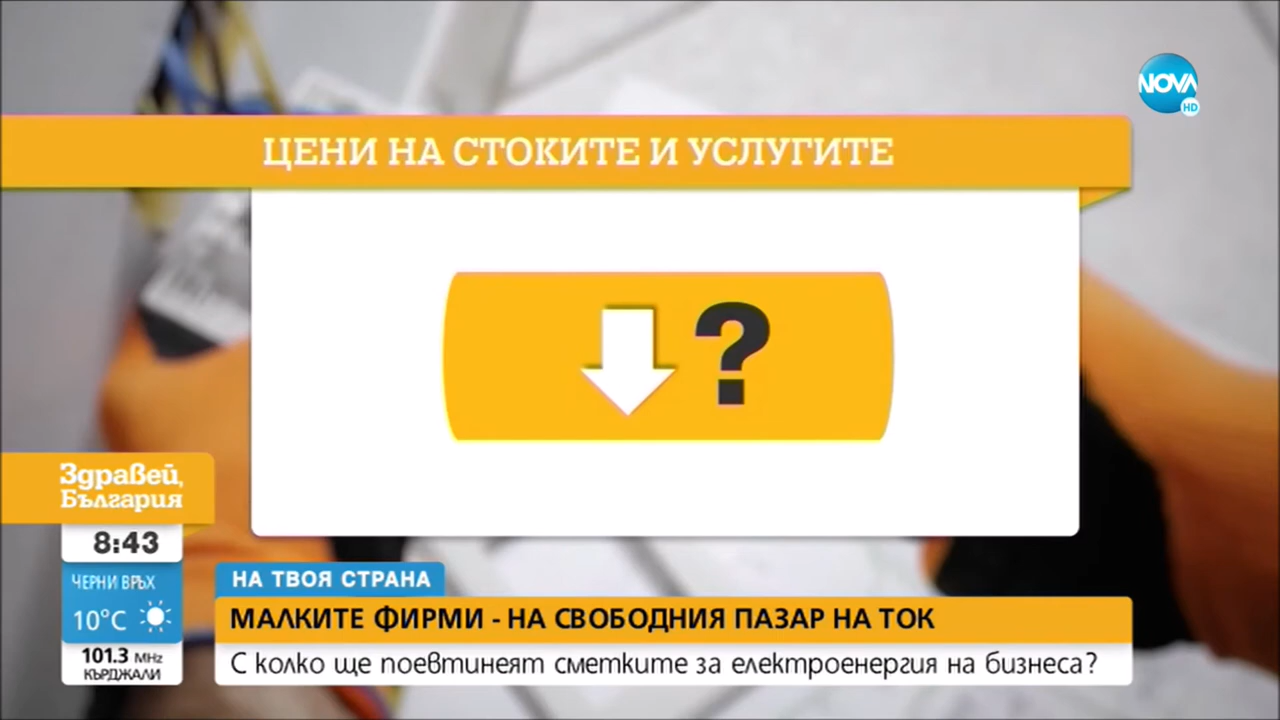 NOVA
HD
ЦЕНИ НА СТОКИТЕ И УСЛУГИТЕ
?
Здравей,
България
8:43
ЧЕРНИ ВРЪХ
10°C
101.3 MHz
КЪРДЖАЛИ
НА ТВОЯ СТРАНА
МАЛКИТЕ ФИРМИ - НА СВОБОДНИЯ ПАЗАР НА ТОК
С колко ще поевтинеят сметките за електроенергия на бизнеса?